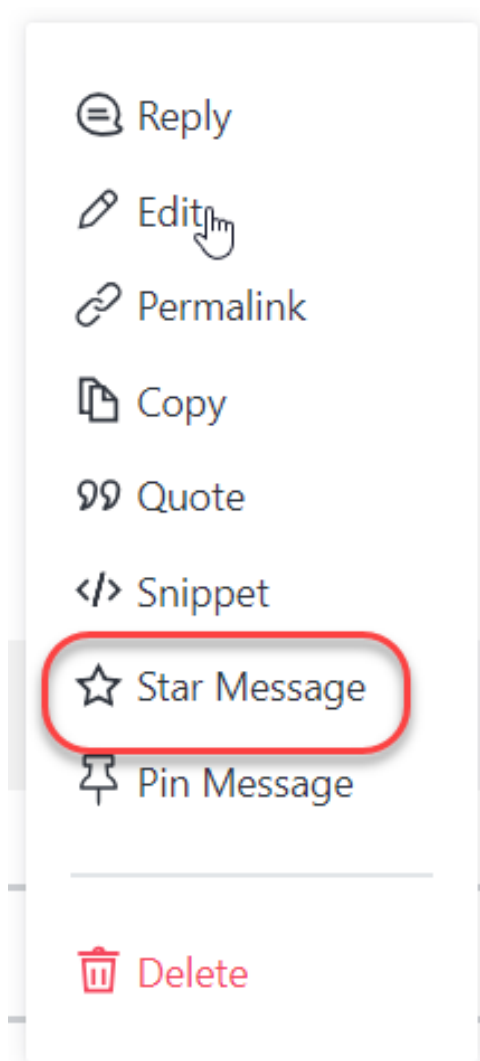 Reply
Edit
Permalink
Copy
Quote
Snippet
Star Message
Pin Message
Delete